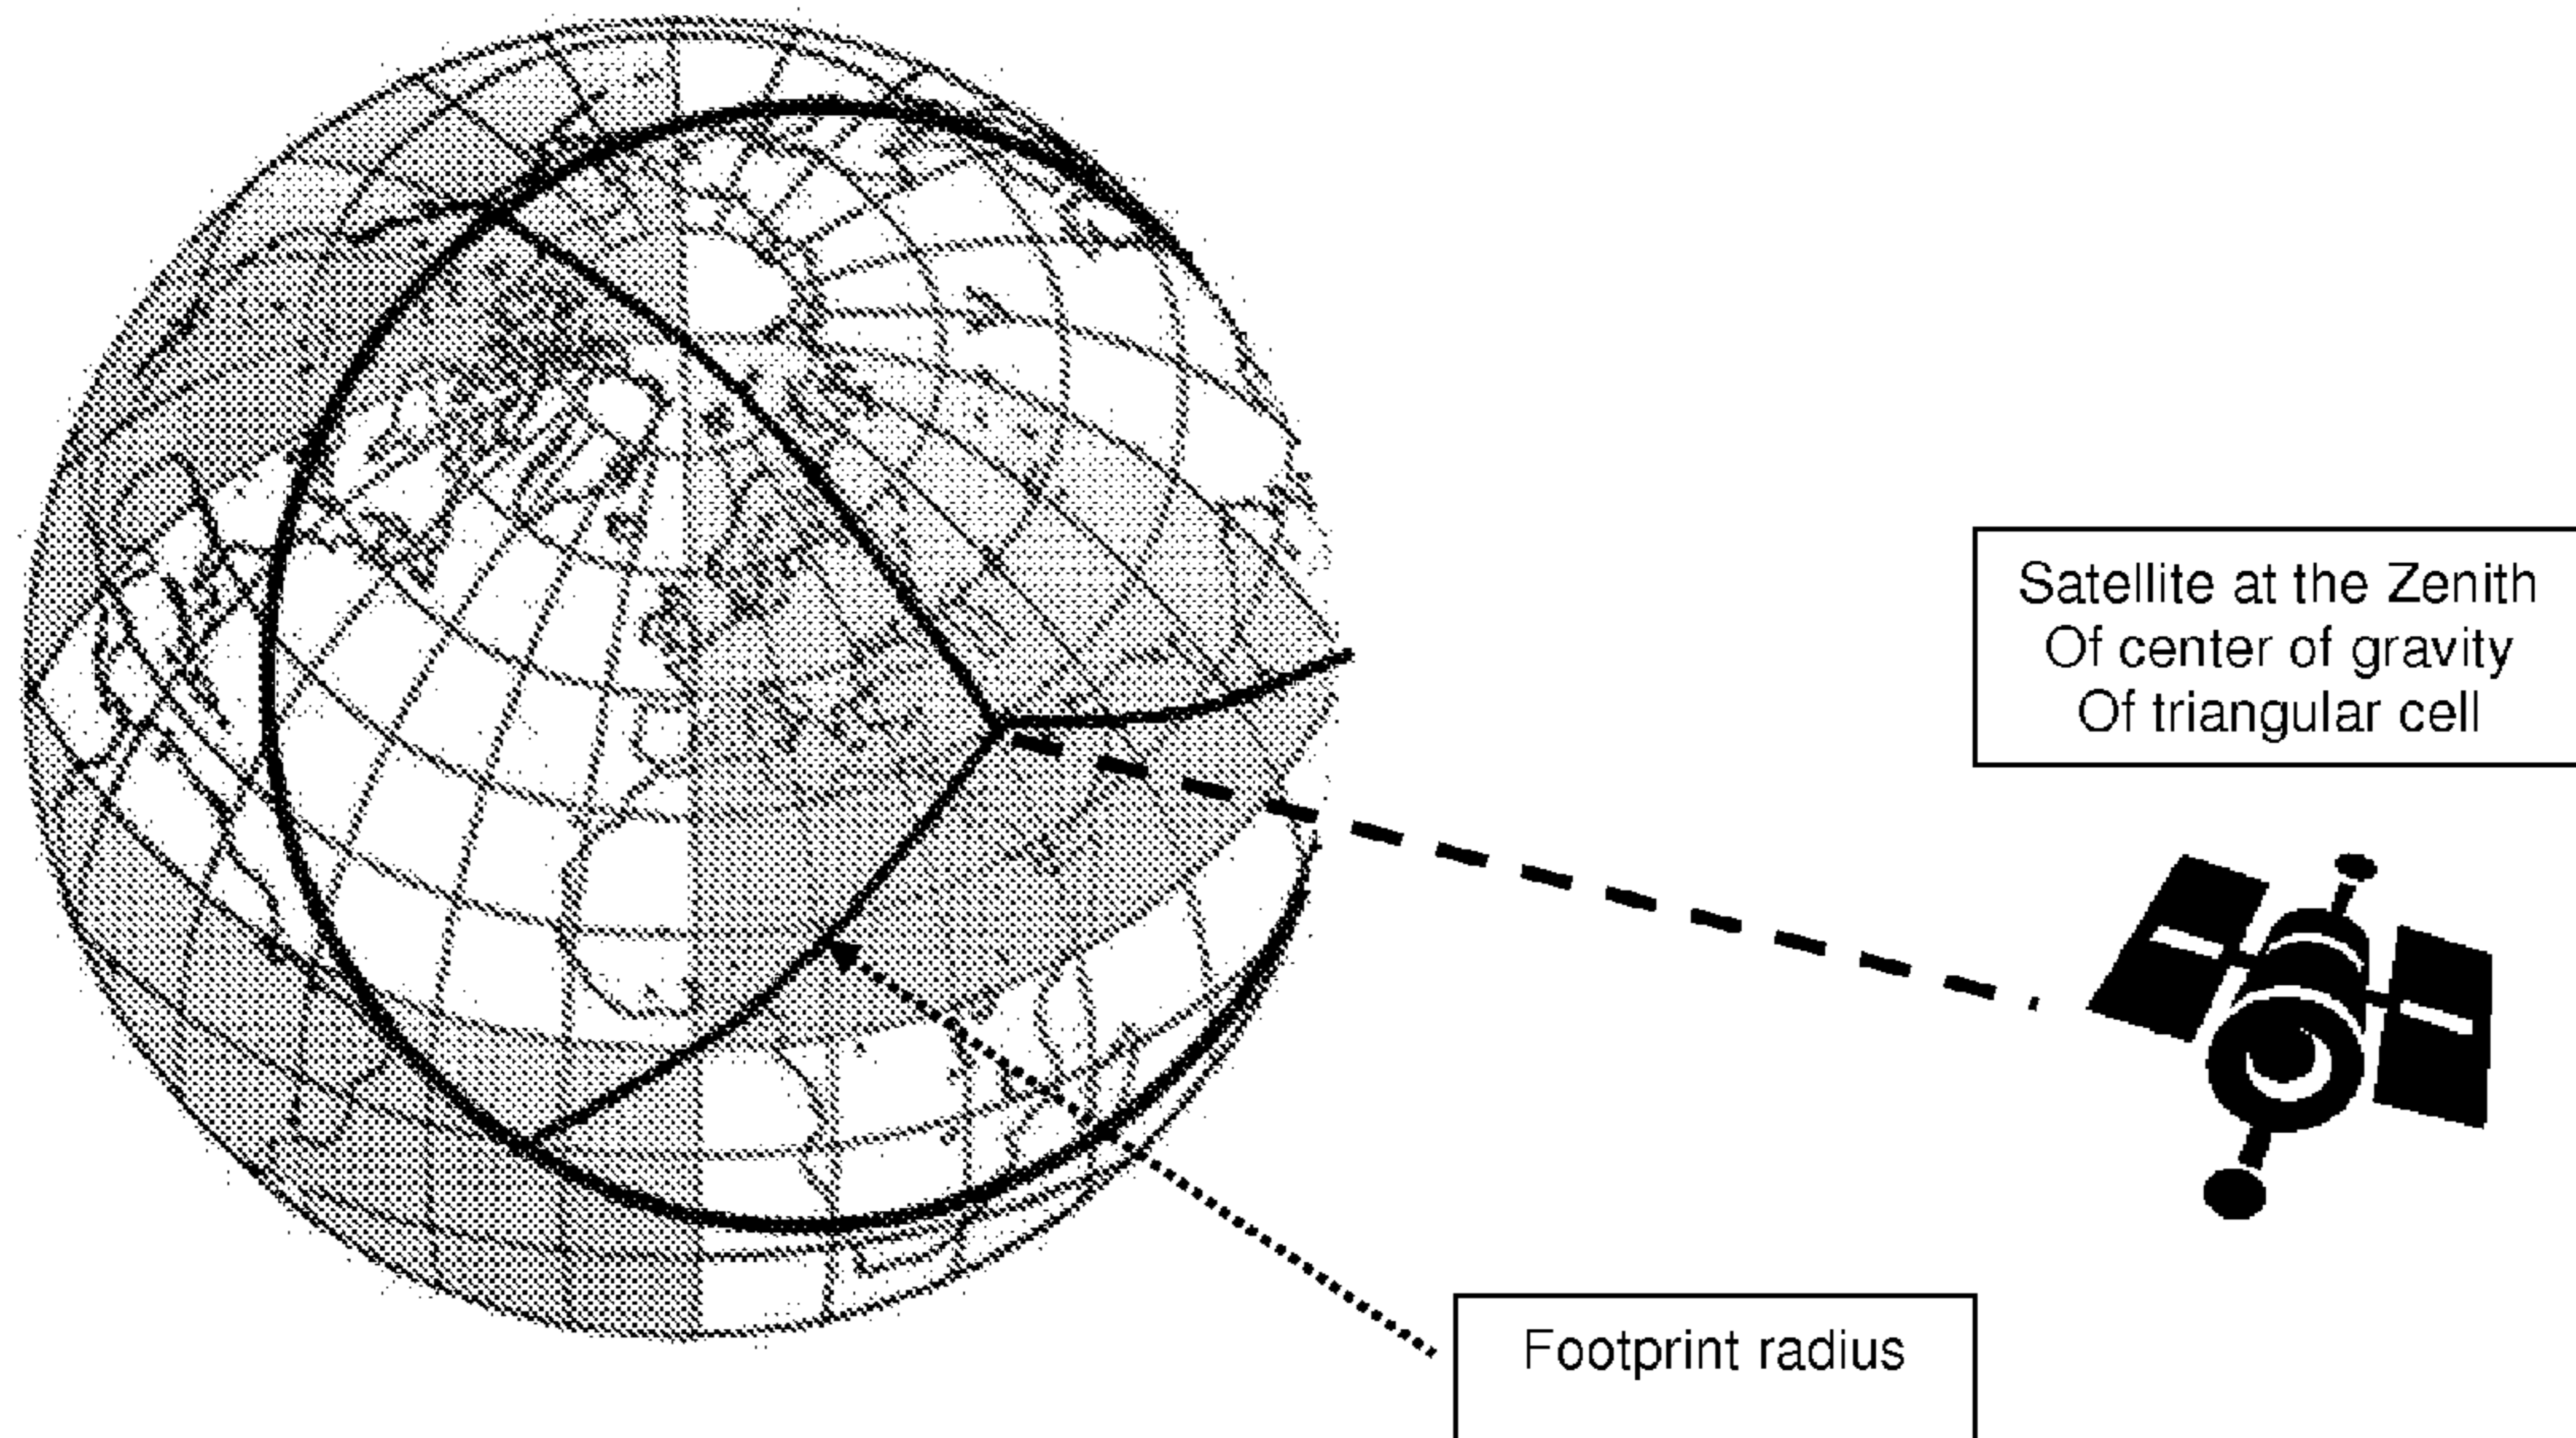 Satellite at the Zenith
Of center of gravity
Of triangular cell
Footprint radius